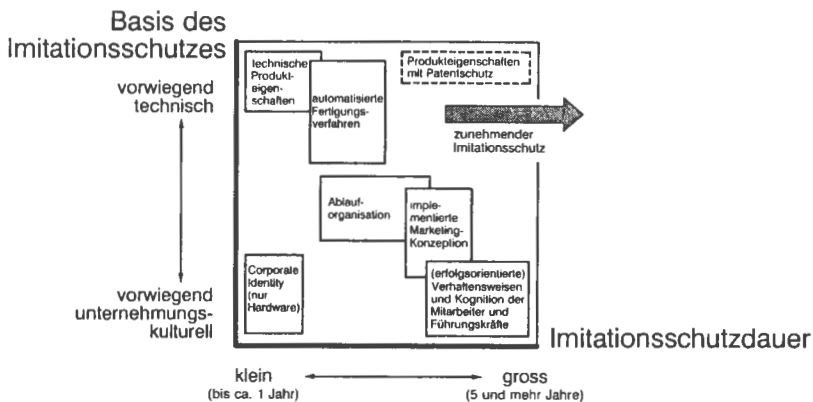 Basis des
Imitationsschutzes
vorwiegend
technisch
vorwiegend
unternehmungs-
kulturell
technische
Produkt-
eigen-
schaften
automatisierte
Fertigungs-
verfahren
Produkteigenschaften
mit Patentschutz
zunehmender
Imitationsschutz
Ablauf-
organisation
imple-
mentierte
Marketing-
Konzeption
Corporate
Identity
(nur
Hardware)
(erfolgsorientierte)
Verhaltensweisen
und Kognition der
Mitarbeiter und
Führungskräfte
Imitationsschutzdauer
klein
(bis ca. 1 Jahr)
gross
(5 und mehr Jahre)